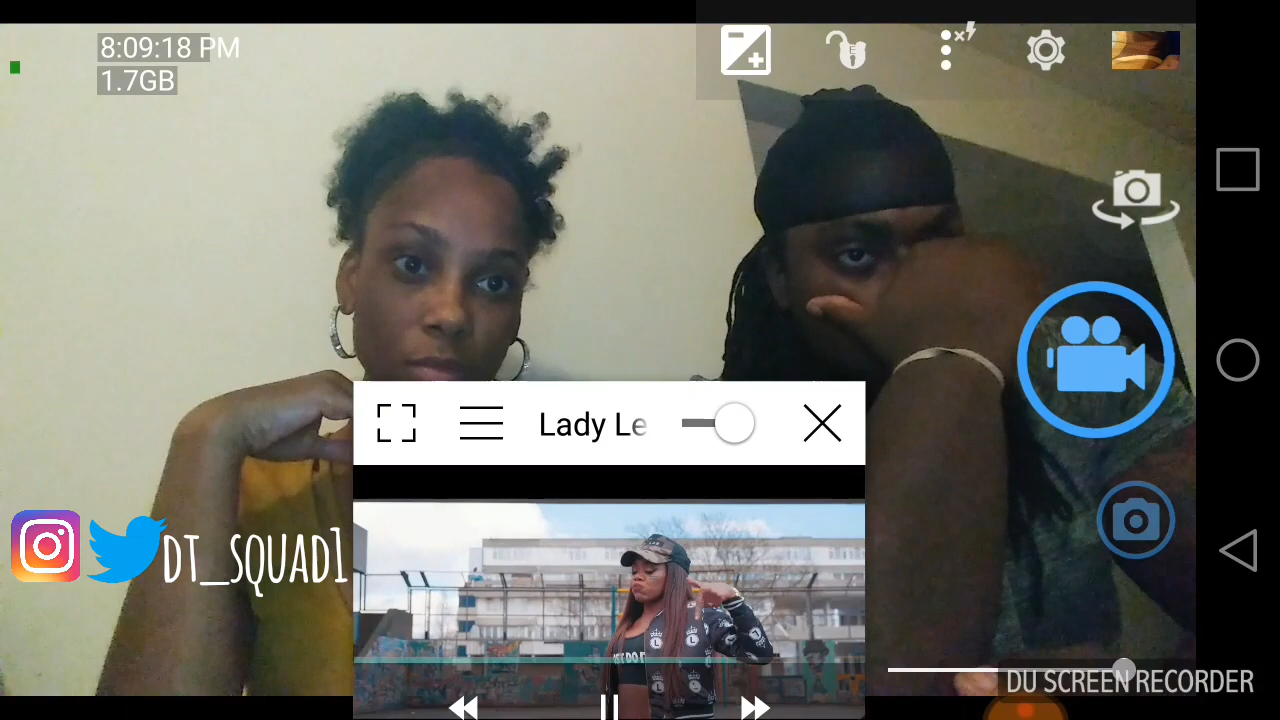 8:09:18 PM
1.7GB
Lady Le
DT_SQUAD1
DU SCREEN RECORDER